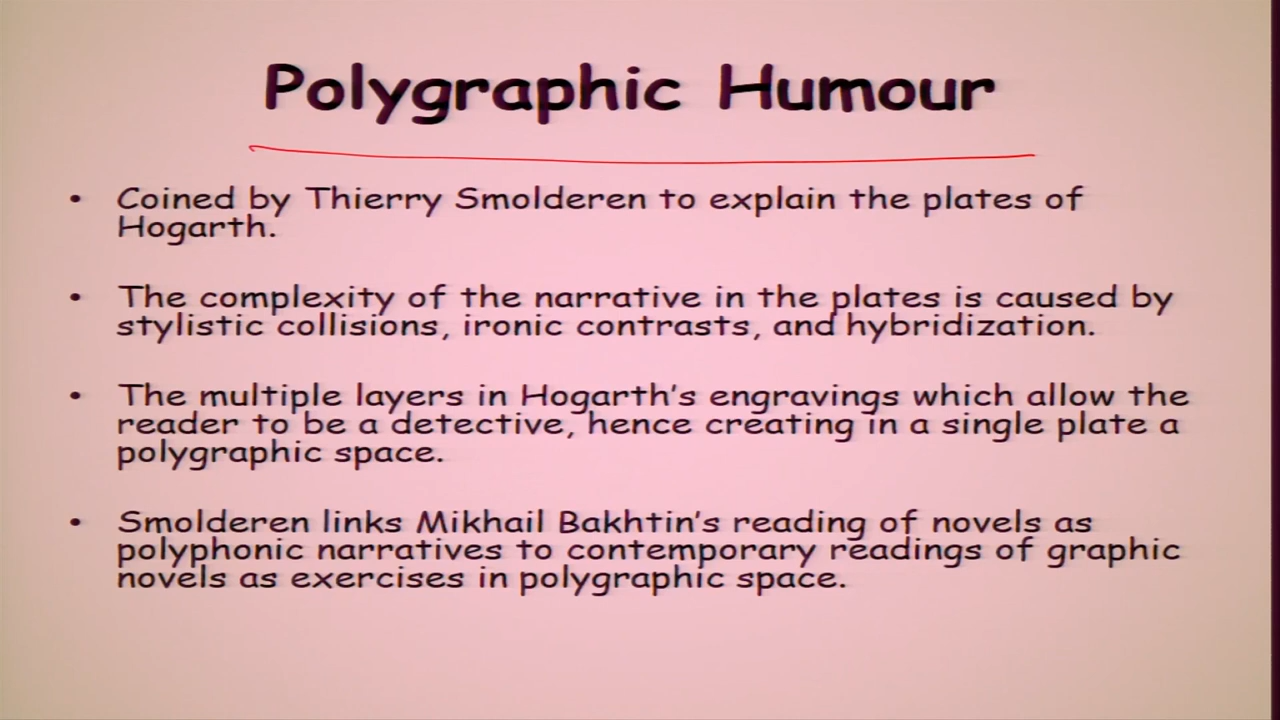 Polygraphic Humour
• Coined by Thierry Smolderen to explain the plates of
Hogarth.
• The complexity of the narrative in the plates is caused by
stylistic collisions, ironic contrasts, and hybridization.
• The multiple layers in Hogarth's engravings which allow the
reader to be a detective, hence creating in a single plate a
polygraphic space.
• Smolderen links Mikhail Bakhtin's reading of novels as
polyphonic narratives to contemporary readings of graphic
novels as exercises in polygraphic space.